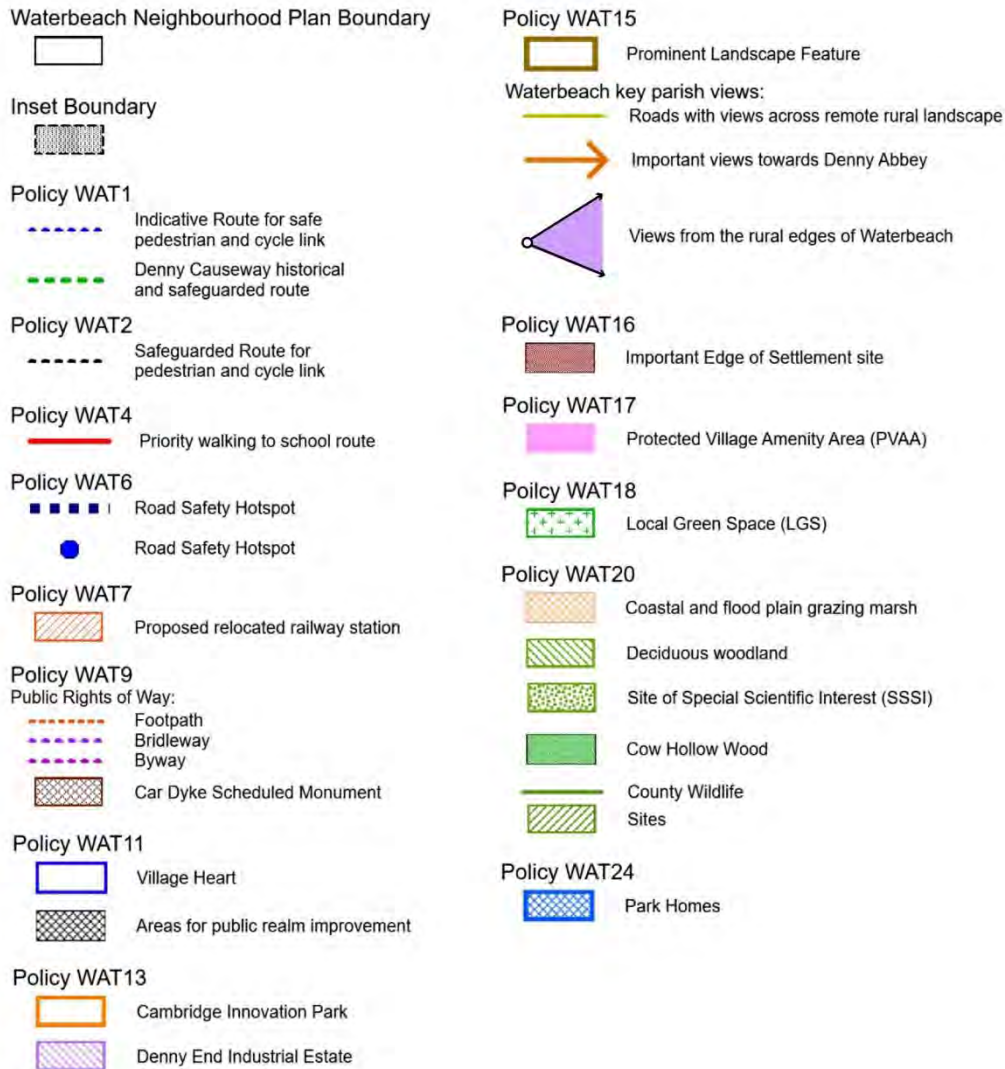 Waterbeach Neighbourhood Plan Boundary
Inset Boundary
Policy WAT1
Indicative Route for safe
pedestrian and cycle link
Denny Causeway historical
and safeguarded route
Policy WAT2
Safeguarded Route for
pedestrian and cycle link
Policy WAT4
Priority walking to school route
Policy WAT6
Road Safety Hotspot
Road Safety Hotspot
Policy WAT7
Proposed relocated railway station
Policy WAT9
Public Rights of Way:
Footpath
Bridleway
Byway
Car Dyke Scheduled Monument
Policy WAT11
Village Heart
Areas for public realm improvement
Policy WAT13
Cambridge Innovation Park
Denny End Industrial Estate
Policy WAT15
Prominent Landscape Feature
Waterbeach key parish views:
Roads with views across remote rural landscape
Important views towards Denny Abbey
Views from the rural edges of Waterbeach
Policy WAT16
Important Edge of Settlement site
Policy WAT17
Protected Village Amenity Area (PVAA)
Poilcy WAT18
Local Green Space (LGS)
Policy WAT20
Coastal and flood plain grazing marsh
Deciduous woodland
Site of Special Scientific Interest (SSSI)
Cow Hollow Wood
County Wildlife
Sites
Policy WAT24
Park Homes